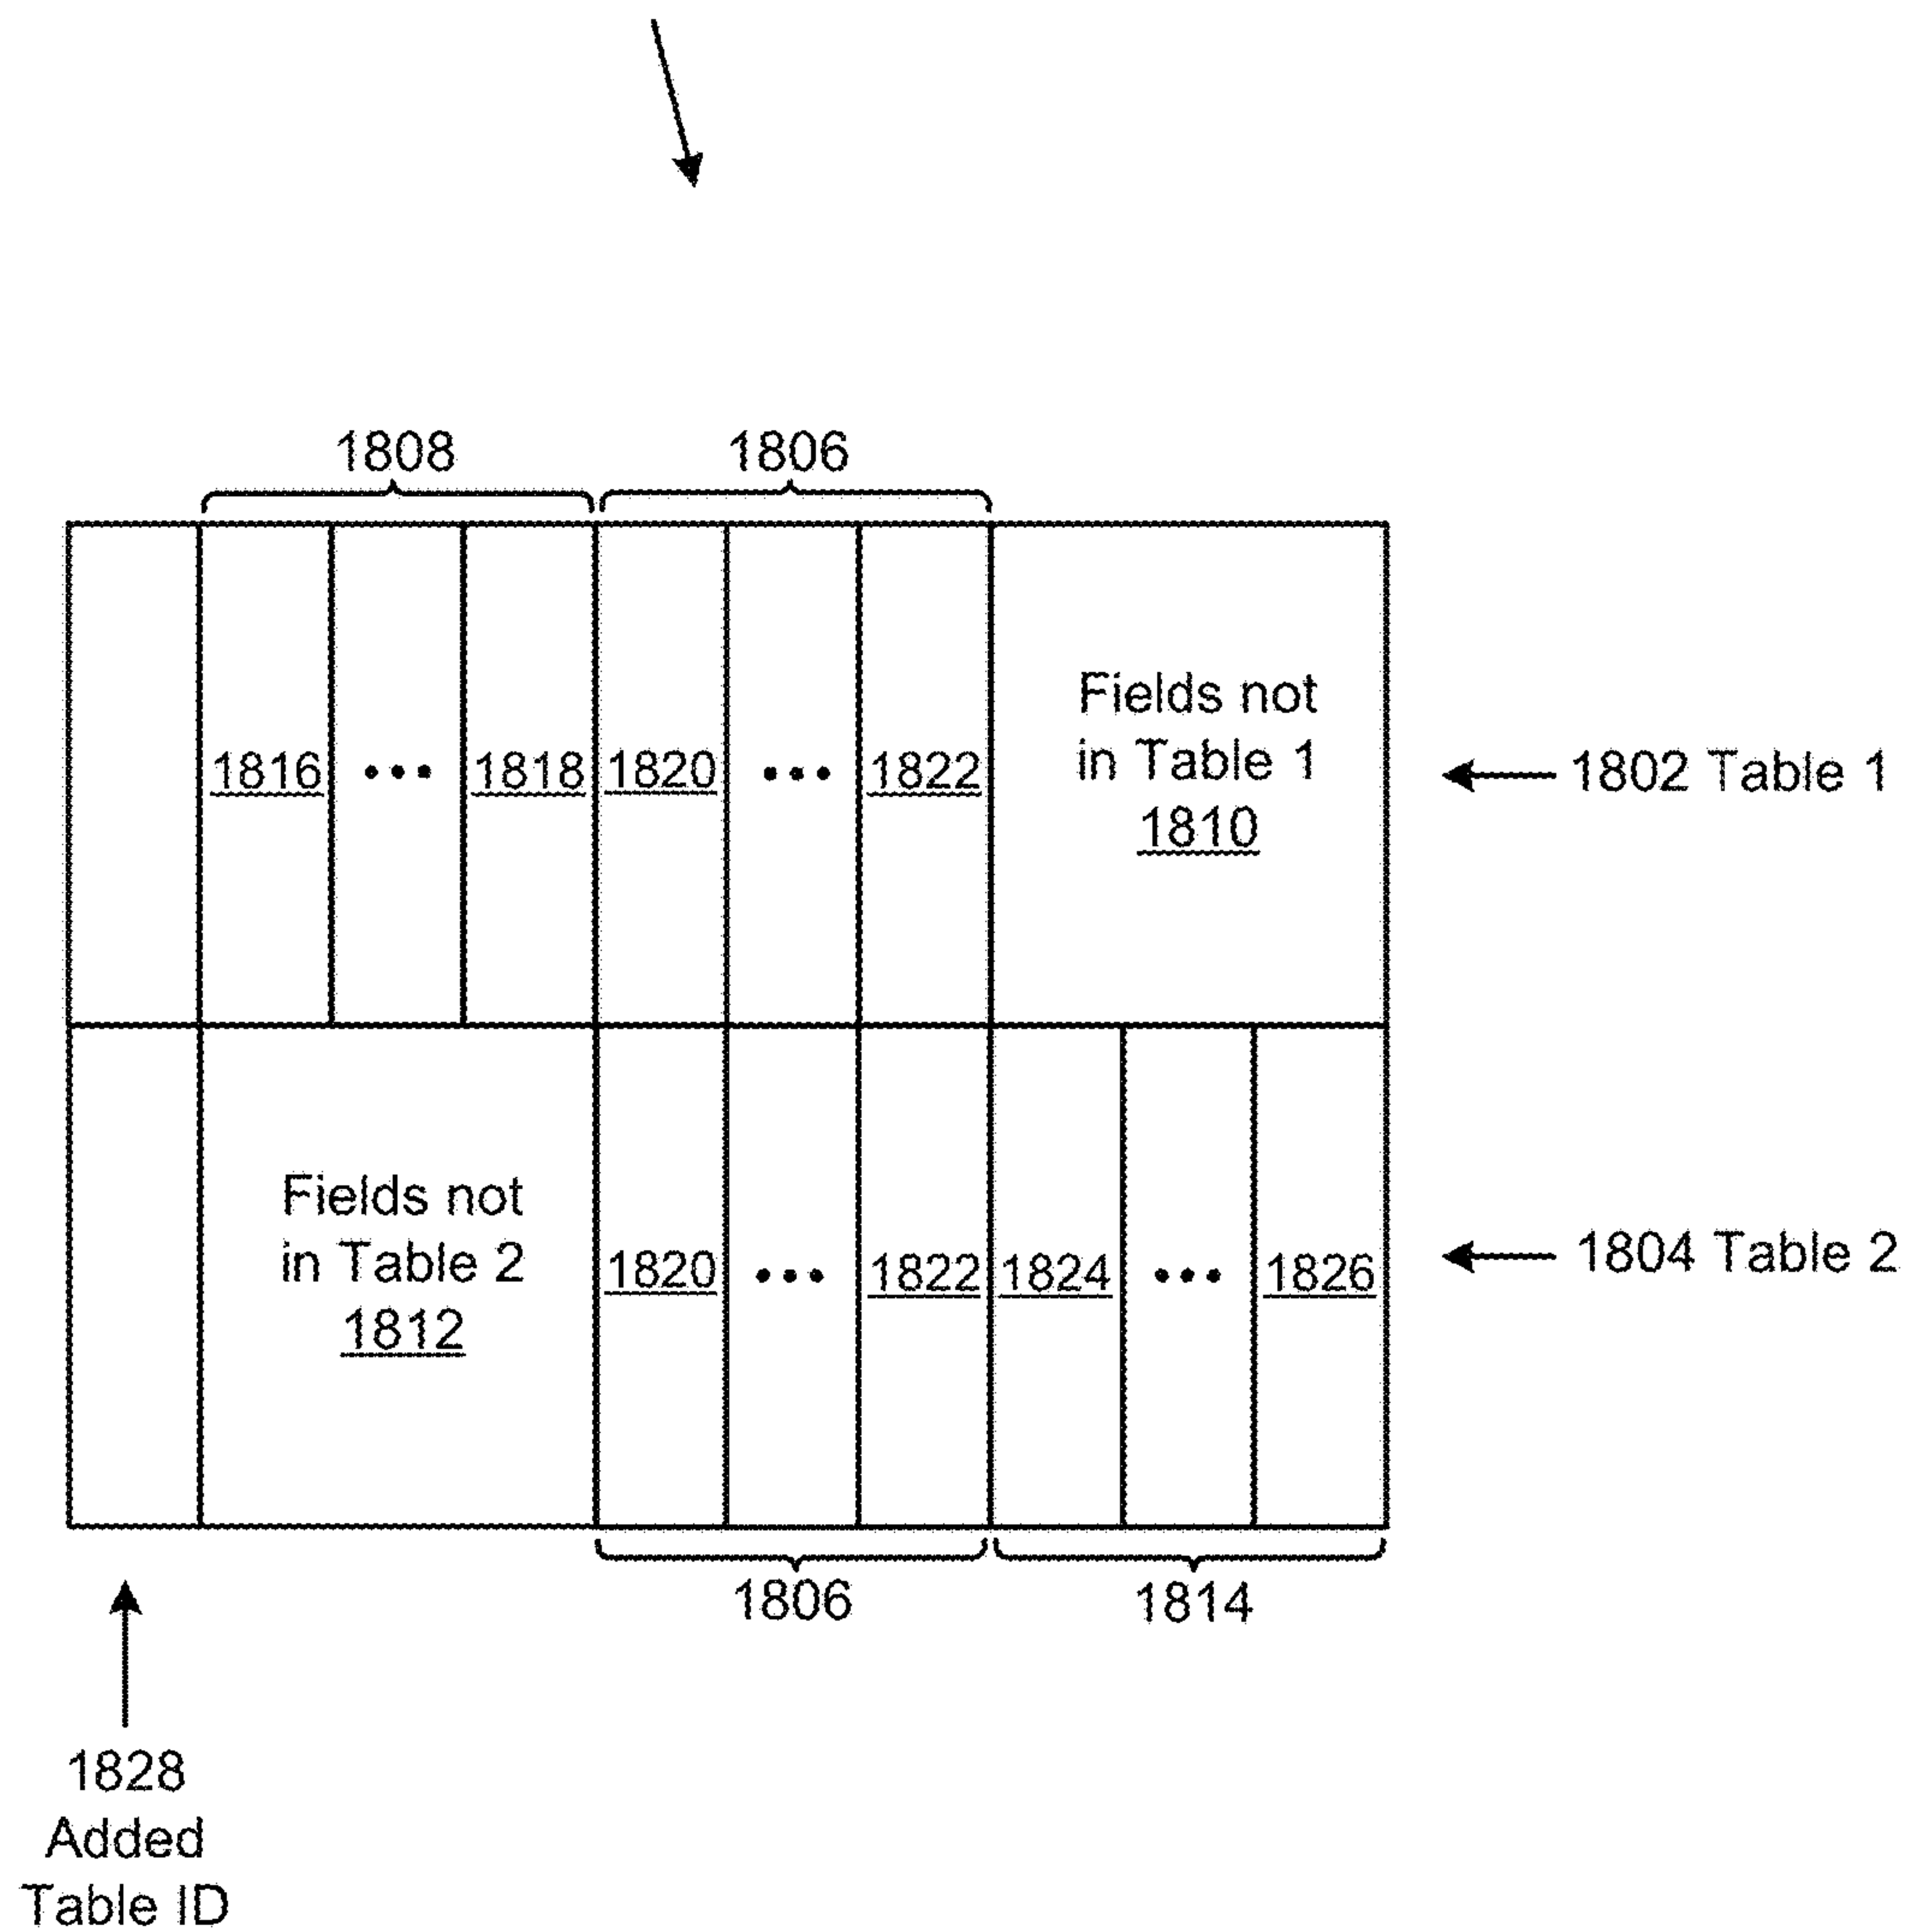 1808 1806
Fields not
in Table 1
1810
1816 ••• 1818 1820 ••• 1822
1802 Table 1
Fields not
in Table 2
1812
1820 ••• 1822 1824 ••• 1826
1804 Table 2
1806 1814
1828
Added
Table ID